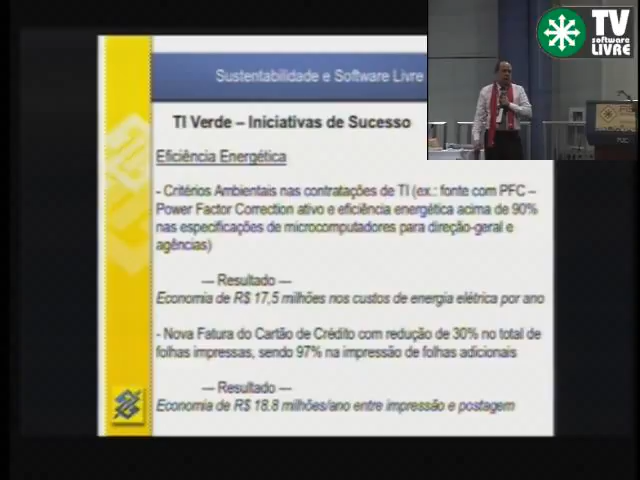 TV
software
LIVRE
Sustentabilidade e Software Livre
TI Verde – Iniciativas de Sucesso
Eficiência Energética
- Critérios Ambientais nas contratações de TI (ex.: fonte com PFC –
Power Factor Correction ativo e eficiência energética acima de 90%
nas especificações de microcomputadores para direção-geral e
agências)
--- Resultado ---
Economia de R$ 17,5 milhões nos custos de energia elétrica por ano
- Nova Fatura do Cartão de Crédito com redução de 30% no total de
folhas impressas, sendo 97% na impressão de folhas adicionais
--- Resultado ---
Economia de R$ 18.8 milhões/ano entre impressão e postagem